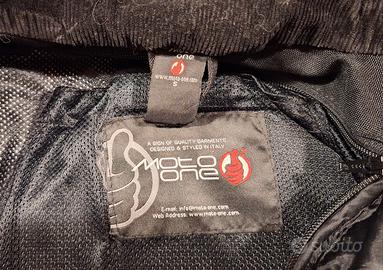 one
www.moto-one.com
S
A SIGN OF QUALITY GARMENTS
DESIGNED & STYLED IN ITALY
MOTO
ONE
E-mail: info@moto-one.com
Web Address: www.moto-one.com
subito